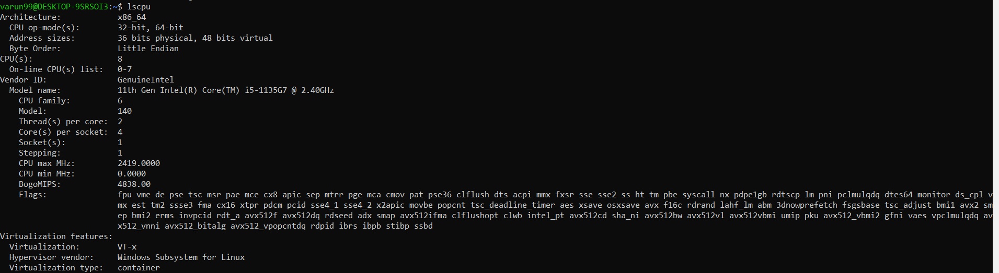 varun99@DESKTOP-9SRSOI3:~$ lscpu
Architecture:            x86_64
  CPU op-mode(s):        32-bit, 64-bit
  Address sizes:         36 bits physical, 48 bits virtual
  Byte Order:            Little Endian
CPU(s):                  8
  On-line CPU(s) list:   0-7
Vendor ID:               GenuineIntel
  Model name:            11th Gen Intel(R) Core(TM) i5-1135G7 @ 2.40GHz
    CPU family:          6
    Model:               140
    Thread(s) per core:  2
    Core(s) per socket:  4
    Socket(s):           1
    Stepping:            1
    CPU max MHz:         2419.0000
    CPU min MHz:         0.0000
    BogoMIPS:            4838.00
    Flags:               fpu vme de pse tsc msr pae mce cx8 apic sep mtrr pge mca cmov pat pse36 clflush dts acpi mmx fxsr sse sse2 ss ht tm pbe syscall nx pdpe1gb rdtscp lm pni pclmulqdq dtes64 monitor ds_cpl v
                         mx est tm2 ssse3 fma cx16 xtpr pdcm pcid sse4_1 sse4_2 x2apic movbe popcnt tsc_deadline_timer aes xsave osxsave avx f16c rdrand lahf_lm abm 3dnowprefetch fsgsbase tsc_adjust bmi1 avx2 sm
                         ep bmi2 erms invpcid rdt_a avx512f avx512dq rdseed adx smap avx512ifma clflushopt clwb intel_pt avx512cd sha_ni avx512bw avx512vl avx512vbmi umip pku avx512_vbmi2 gfni vaes vpclmulqdq av
                         x512_vnni avx512_bitalg avx512_vpopcntdq rdpid ibrs ibpb stibp ssbd
Virtualization features:
  Virtualization:        VT-x
  Hypervisor vendor:     Windows Subsystem for Linux
  Virtualization type:   container